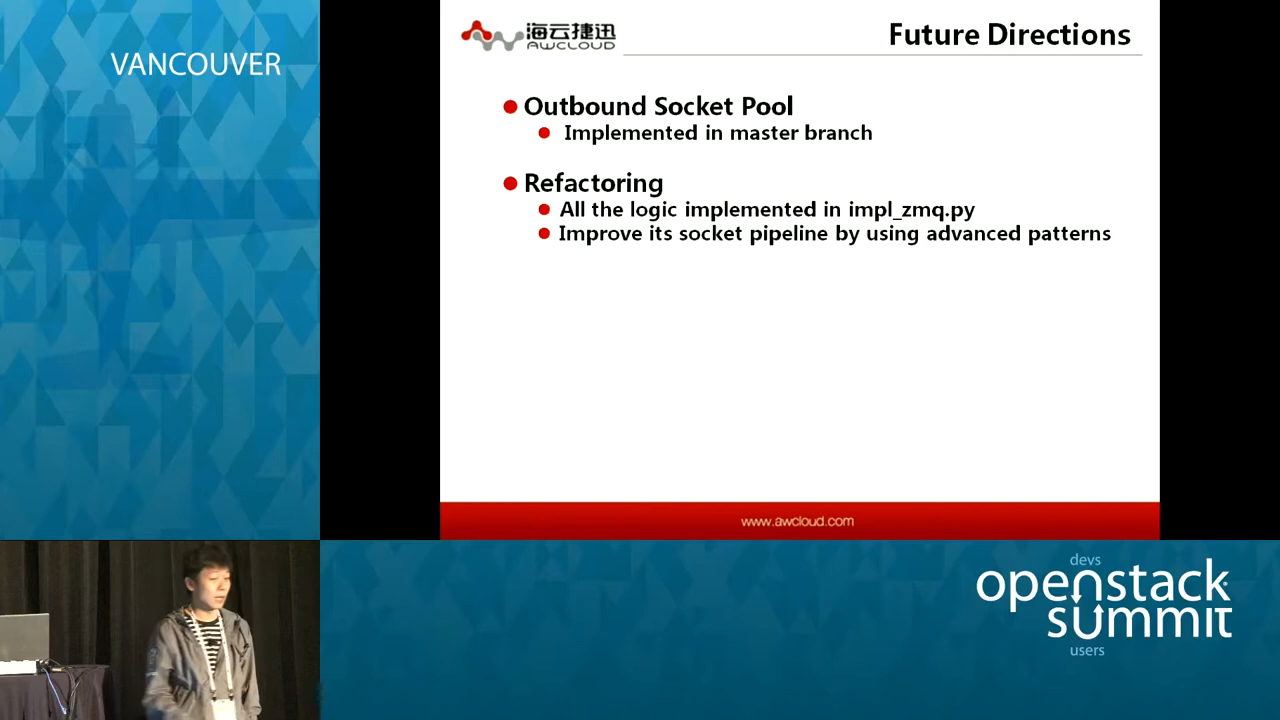 VANCOUVER
海云捷迅
AWCLOUD
Future Directions
Outbound Socket Pool
Implemented in master branch
Refactoring
All the logic implemented in impl_zmq.py
Improve its socket pipeline by using advanced patterns
www.awcloud.com
devs
openstack
summit
users